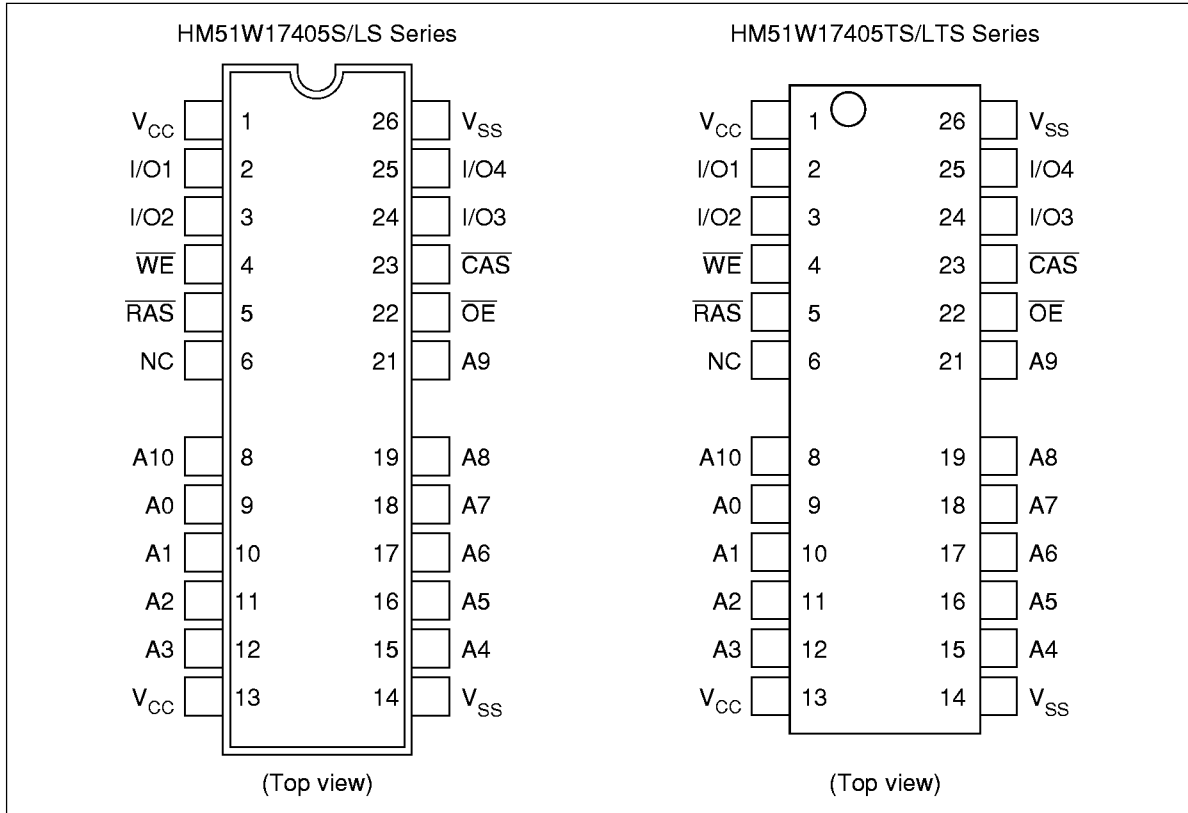 HM51W17405S/LS Series
VCC 1 26 VSS
I/O1 2 25 I/O4
I/O2 3 24 I/O3
WE 4 23 CAS
RAS 5 22 OE
NC 6 21 A9
A10 8 19 A8
A0 9 18 A7
A1 10 17 A6
A2 11 16 A5
A3 12 15 A4
VCC 13 14 VSS
(Top view)
HM51W17405TS/LTS Series
VCC 1 26 VSS
I/O1 2 25 I/O4
I/O2 3 24 I/O3
WE 4 23 CAS
RAS 5 22 OE
NC 6 21 A9
A10 8 19 A8
A0 9 18 A7
A1 10 17 A6
A2 11 16 A5
A3 12 15 A4
VCC 13 14 VSS
(Top view)